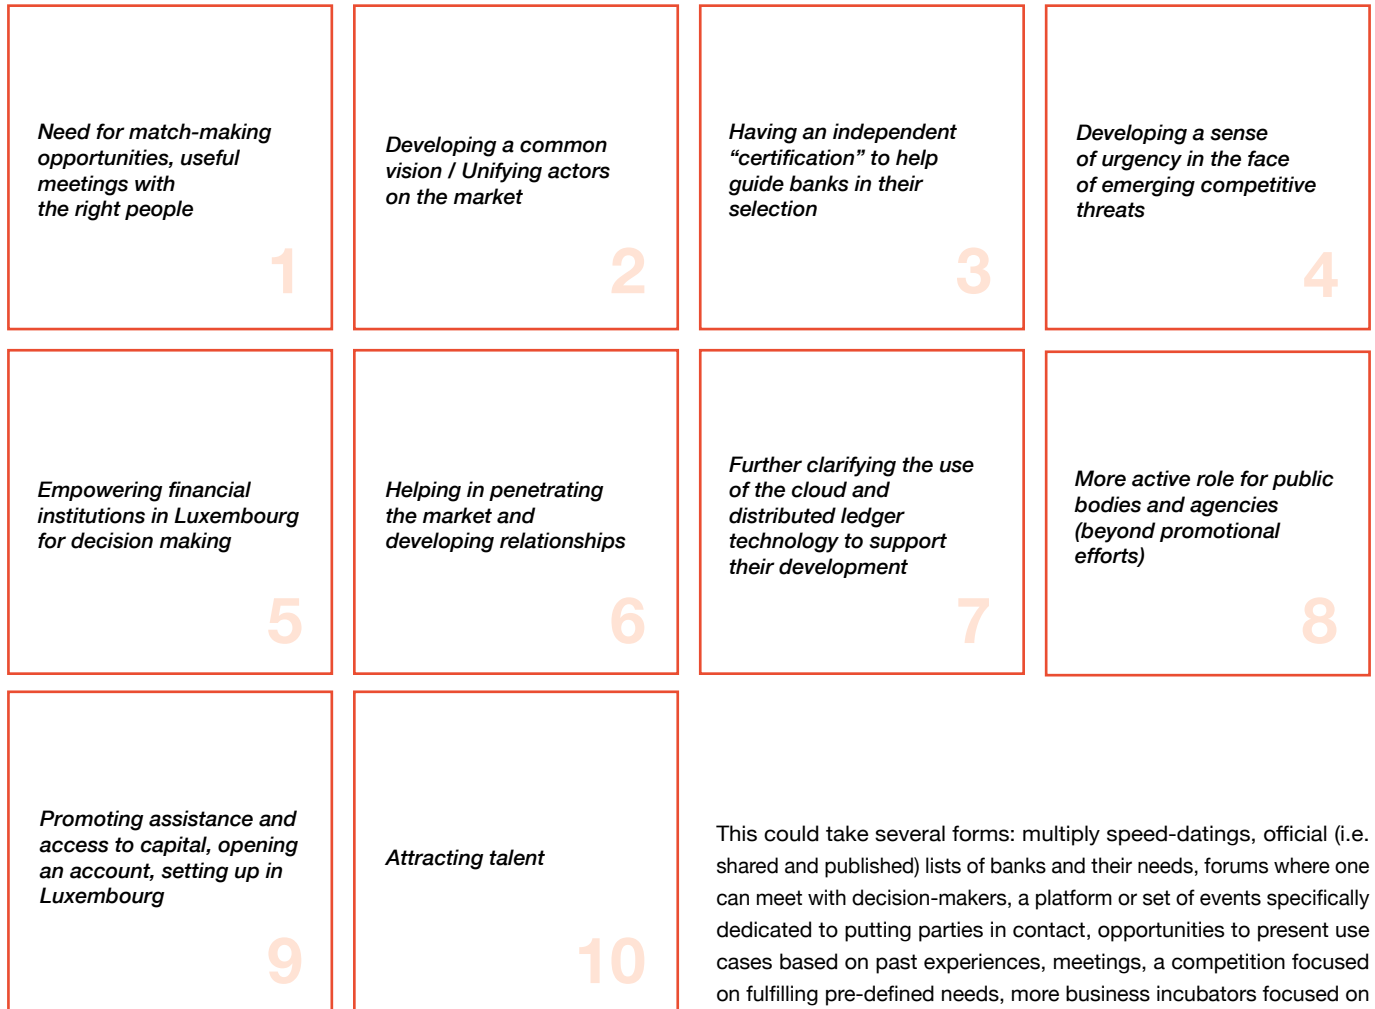 Need for match-making
opportunities, useful
meetings with
the right people
1
Developing a common
vision / Unifying actors
on the market
2
Having an independent
“certification” to help
guide banks in their
selection
3
Developing a sense
of urgency in the face
of emerging competitive
threats
4
Empowering financial
institutions in Luxembourg
for decision making
5
Helping in penetrating
the market and
developing relationships
6
Further clarifying the use
of the cloud and
distributed ledger
technology to support
their development
7
More active role for public
bodies and agencies
(beyond promotional
efforts)
8
Promoting assistance and
access to capital, opening
an account, setting up in
Luxembourg
9
Attracting talent
10
This could take several forms: multiply speed-datings, official (i.e.
shared and published) lists of banks and their needs, forums where one
can meet with decision-makers, a platform or set of events specifically
dedicated to putting parties in contact, opportunities to present use
cases based on past experiences, meetings, a competition focused
on fulfilling pre-defined needs, more business incubators focused on